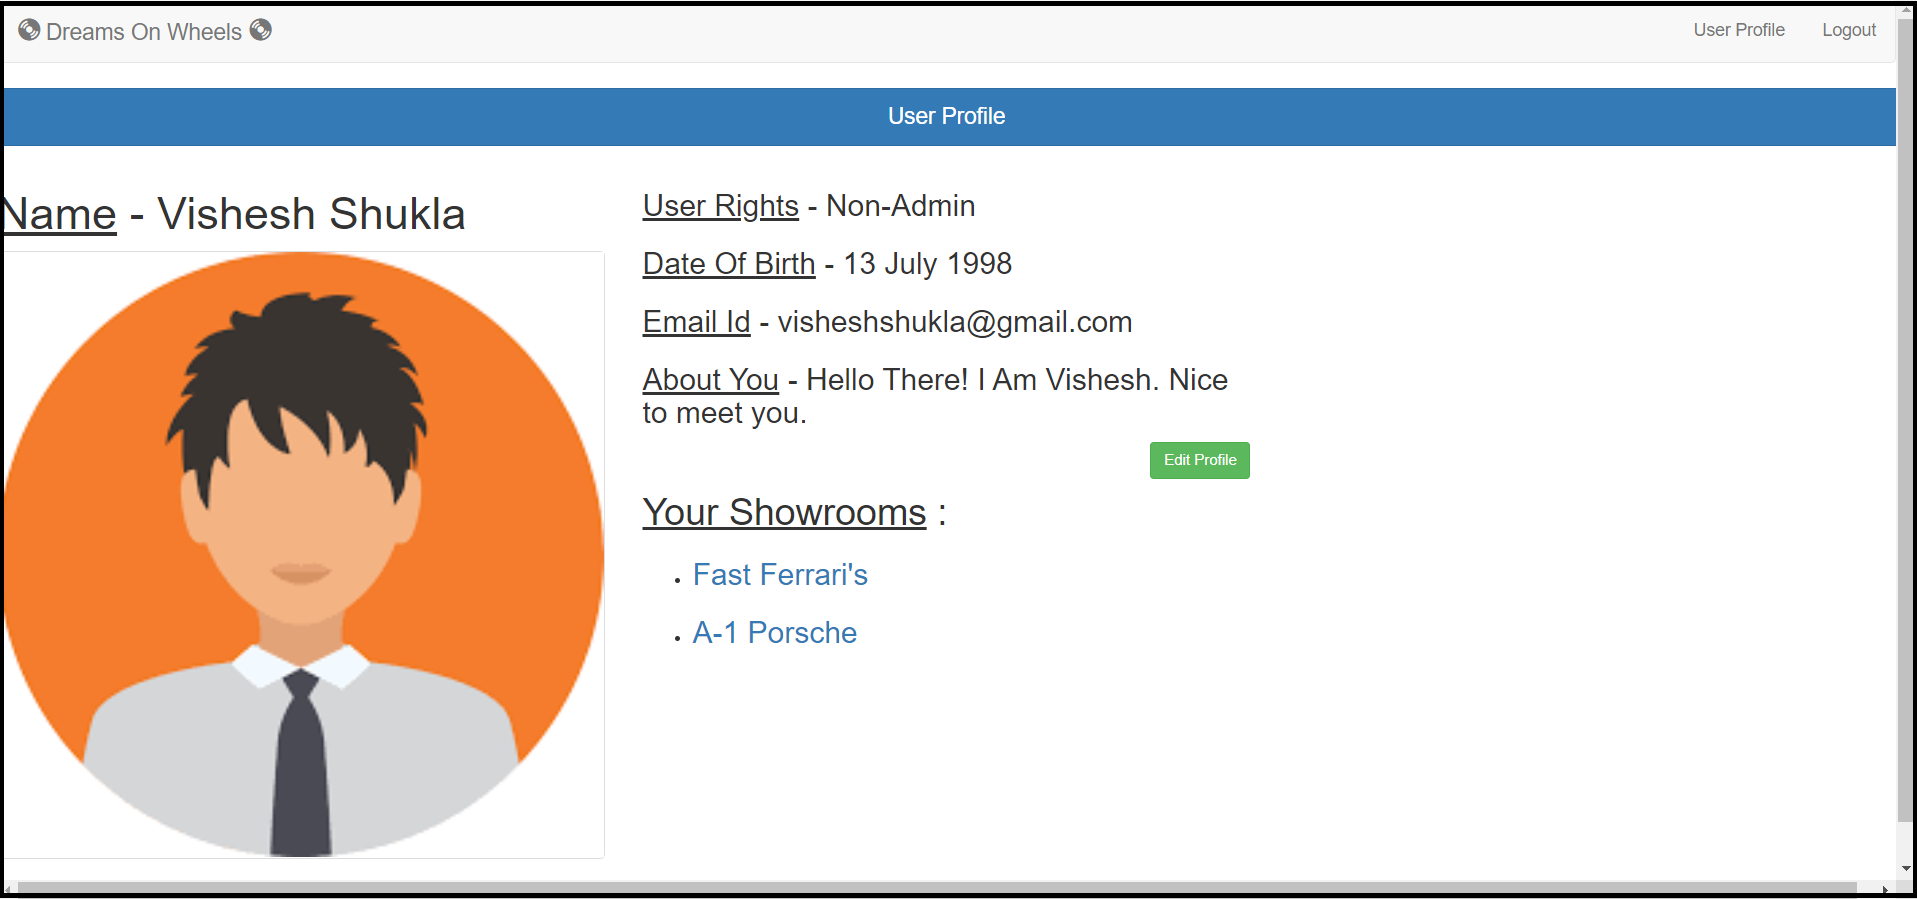 Dreams On Wheels
User Profile
Logout
User Profile
Name - Vishesh Shukla
User Rights - Non-Admin
Date Of Birth - 13 July 1998
Email Id - visheshshukla@gmail.com
About You - Hello There! I Am Vishesh. Nice
to meet you.
Edit Profile
Your Showrooms :
Fast Ferrari's
A-1 Porsche